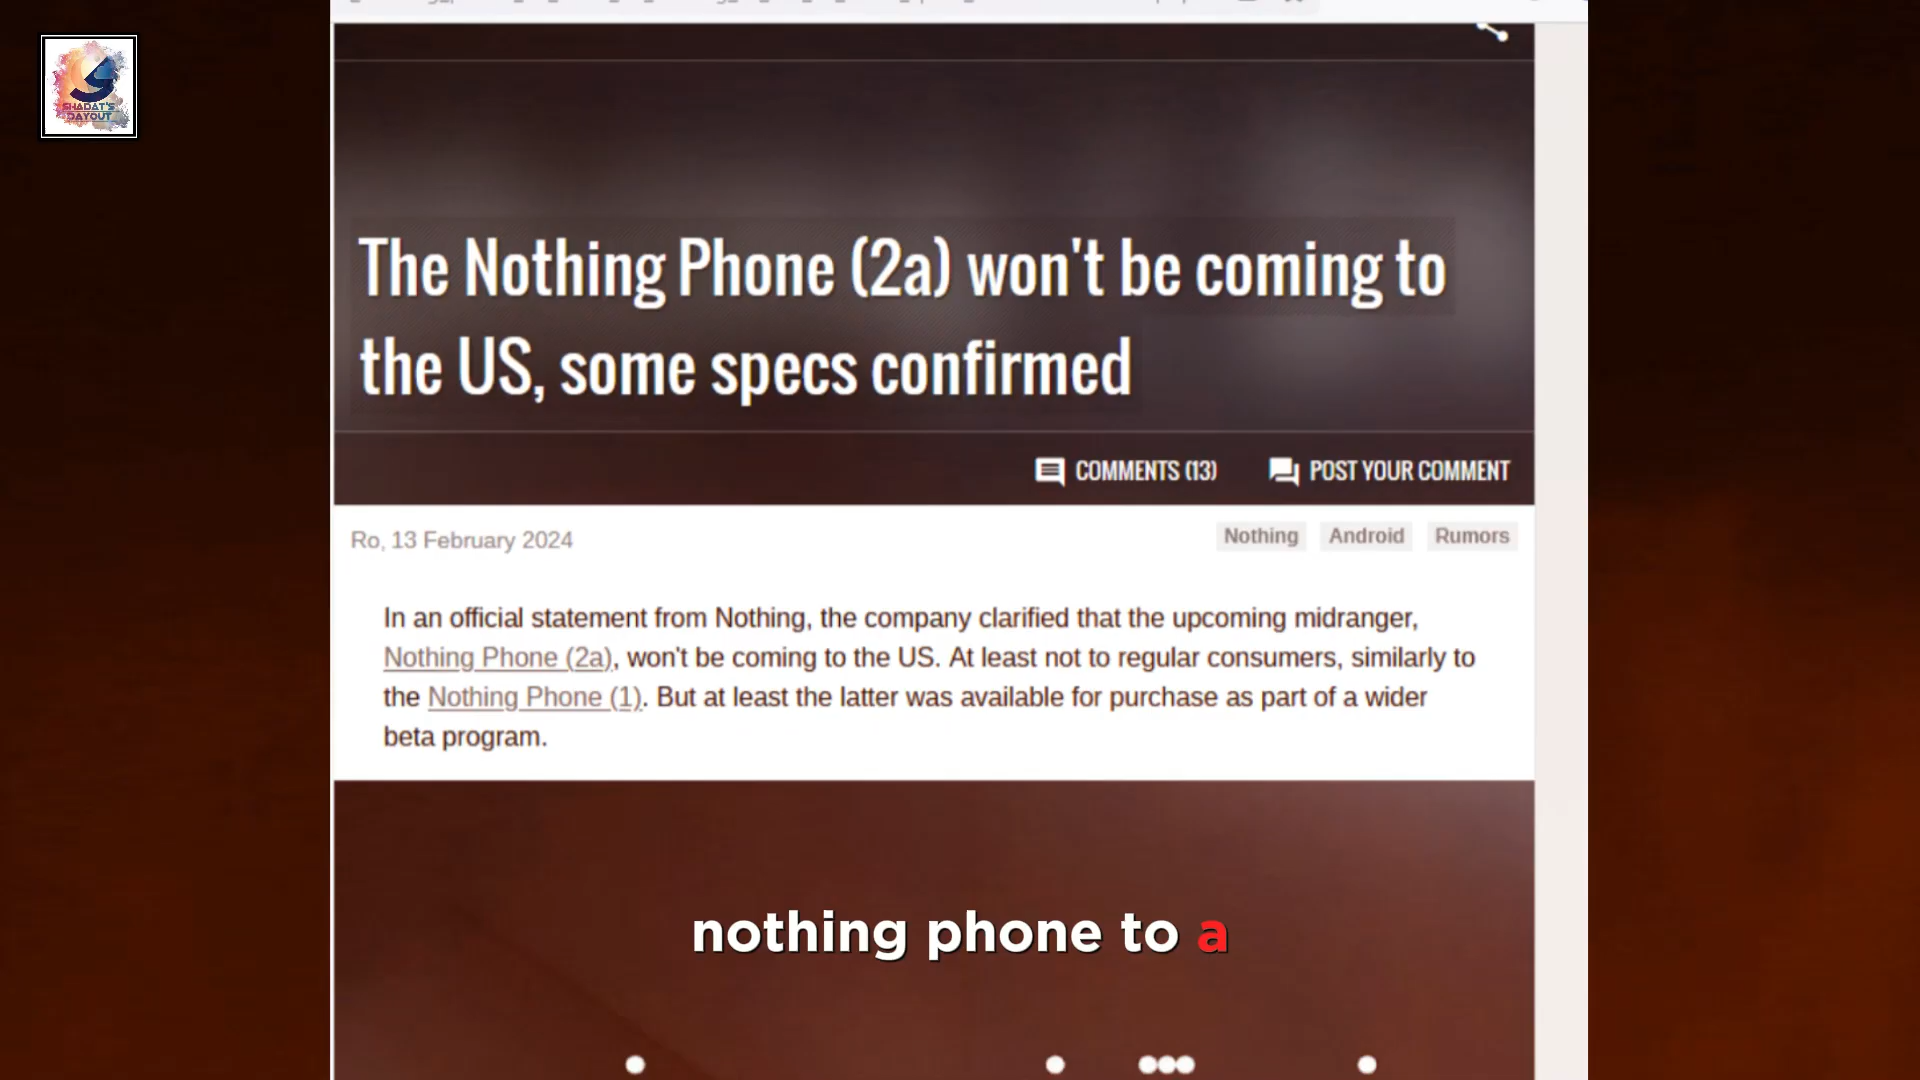 SHADAT'S
DAYOUT
The Nothing Phone (2a) won't be coming to
the US, some specs confirmed
COMMENTS (13) POST YOUR COMMENT
Ro, 13 February 2024 Nothing Android Rumors
In an official statement from Nothing, the company clarified that the upcoming midranger,
Nothing Phone (2a), won't be coming to the US. At least not to regular consumers, similarly to
the Nothing Phone (1). But at least the latter was available for purchase as part of a wider
beta program.
nothing phone to a